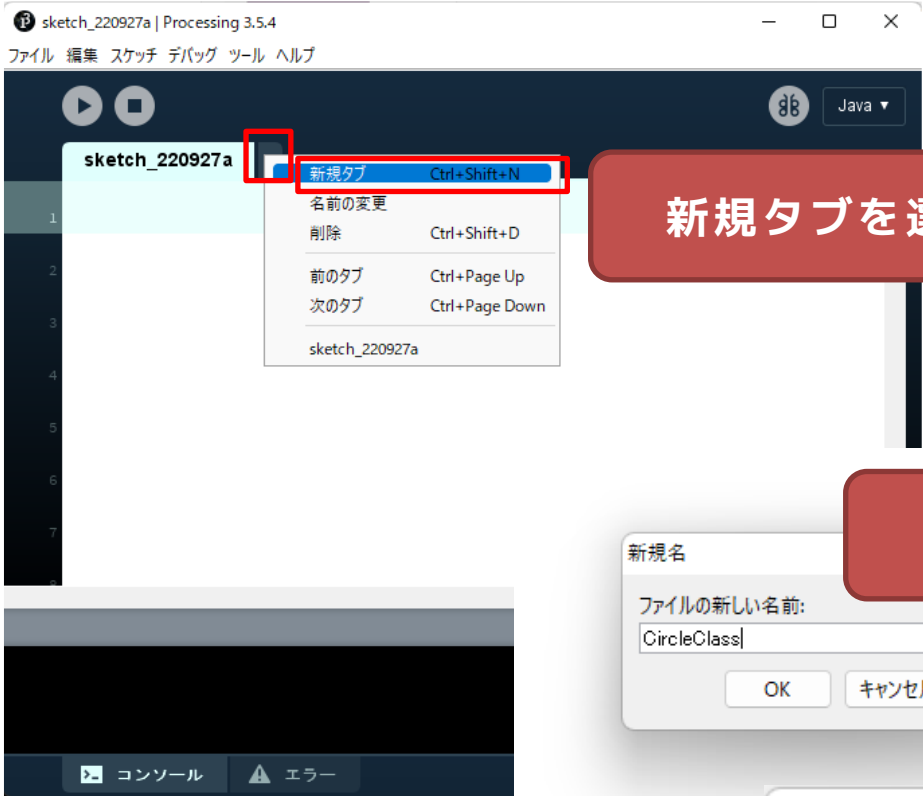 sketch_220927a | Processing 3.5.4
ファイル 編集 スケッチ デバッグ ツール ヘルプ
Java ▼
sketch_220927a
新規タブ Ctrl+Shift+N
名前の変更
削除 Ctrl+Shift+D
前のタブ Ctrl+Page Up
次のタブ Ctrl+Page Down
sketch_220927a
新規タブを
1
2
3
4
5
6
7
新規名
ファイルの新しい名前:
CircleClass
OK キャンセル
コンソール エラー